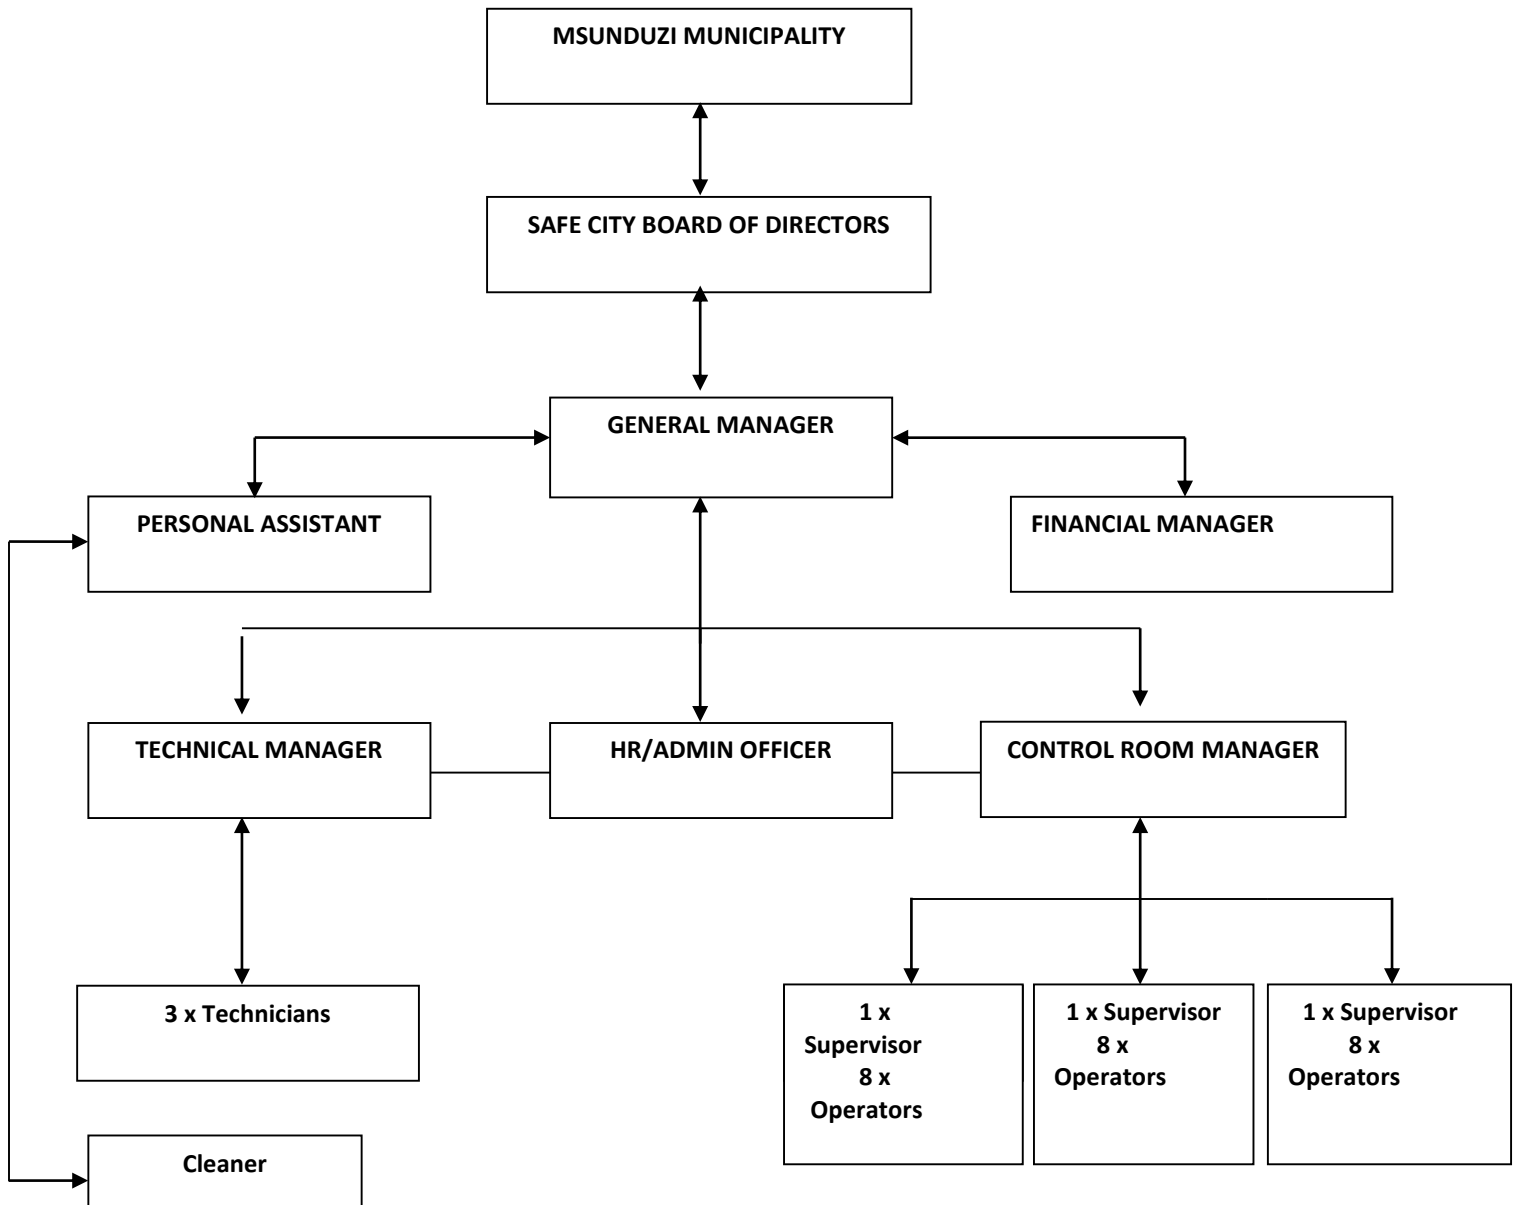 MSUNDUZI MUNICIPALITY
SAFE CITY BOARD OF DIRECTORS
GENERAL MANAGER
PERSONAL ASSISTANT
FINANCIAL MANAGER
TECHNICAL MANAGER
HR/ADMIN OFFICER
CONTROL ROOM MANAGER
3 x Technicians
1 x
Supervisor
8 x
Operators
1 x Supervisor
8 x
Operators
1 x Supervisor
8 x
Operators
Cleaner